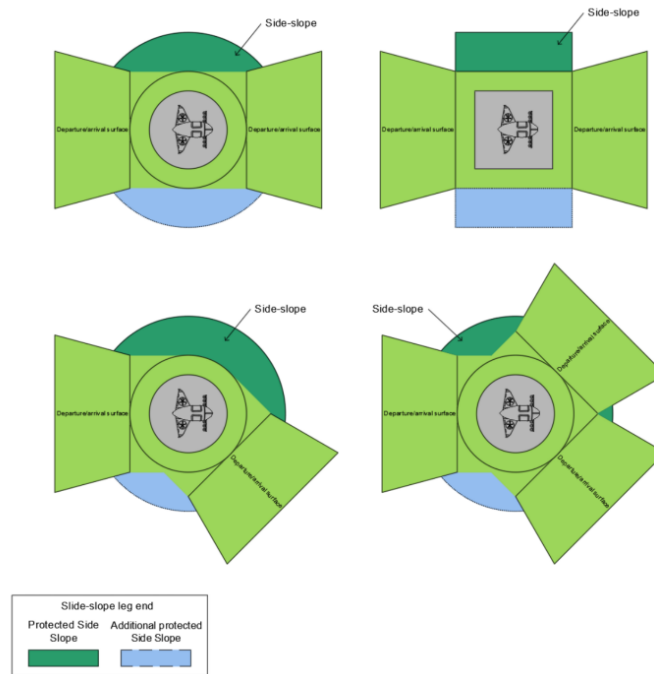 Side-slope
Side-slope
Departure/arrival surface
Departure/arrival surface
Departure/arrival surface
Departure/arrival surface
Side-slope
Side-slope
Departure/arrival surface
Departure/arrival surface
Departure/arrival surface
Departure/arrival surface
Departure/arrival surface
Slide-slope leg end
Protected Side
Slope
Additional protected
Side Slope